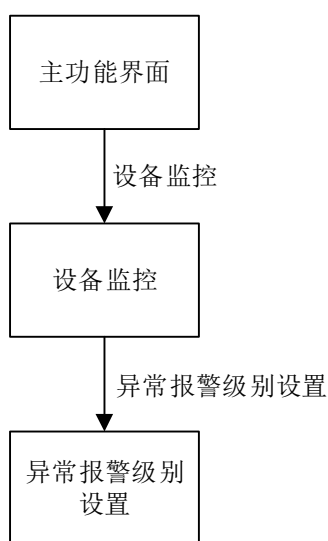 主功能界面
设备监控
设备监控
异常报警级别设置
异常报警级别
设置